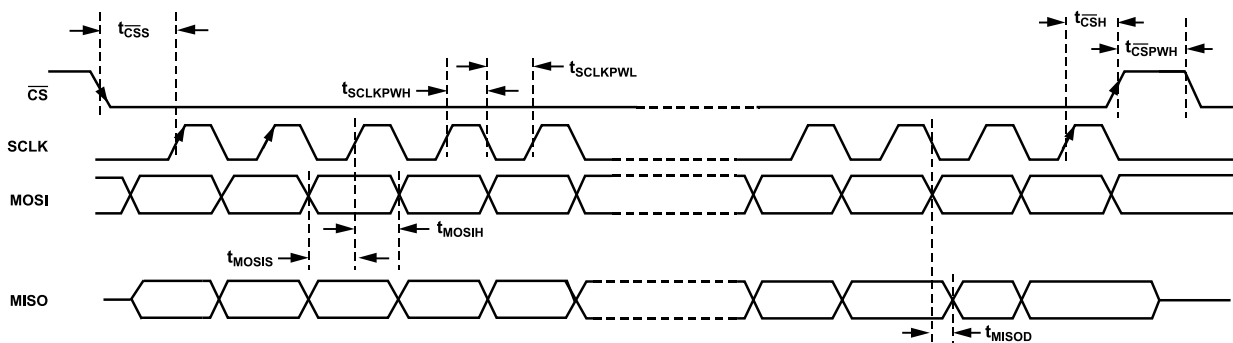 tCSS
tCSH
tCSPWH
tSCLKPWL
tSCLKPWH
CS
SCLK
MOSI
tMOSIH
tMOSIS
MISO
tMISOD